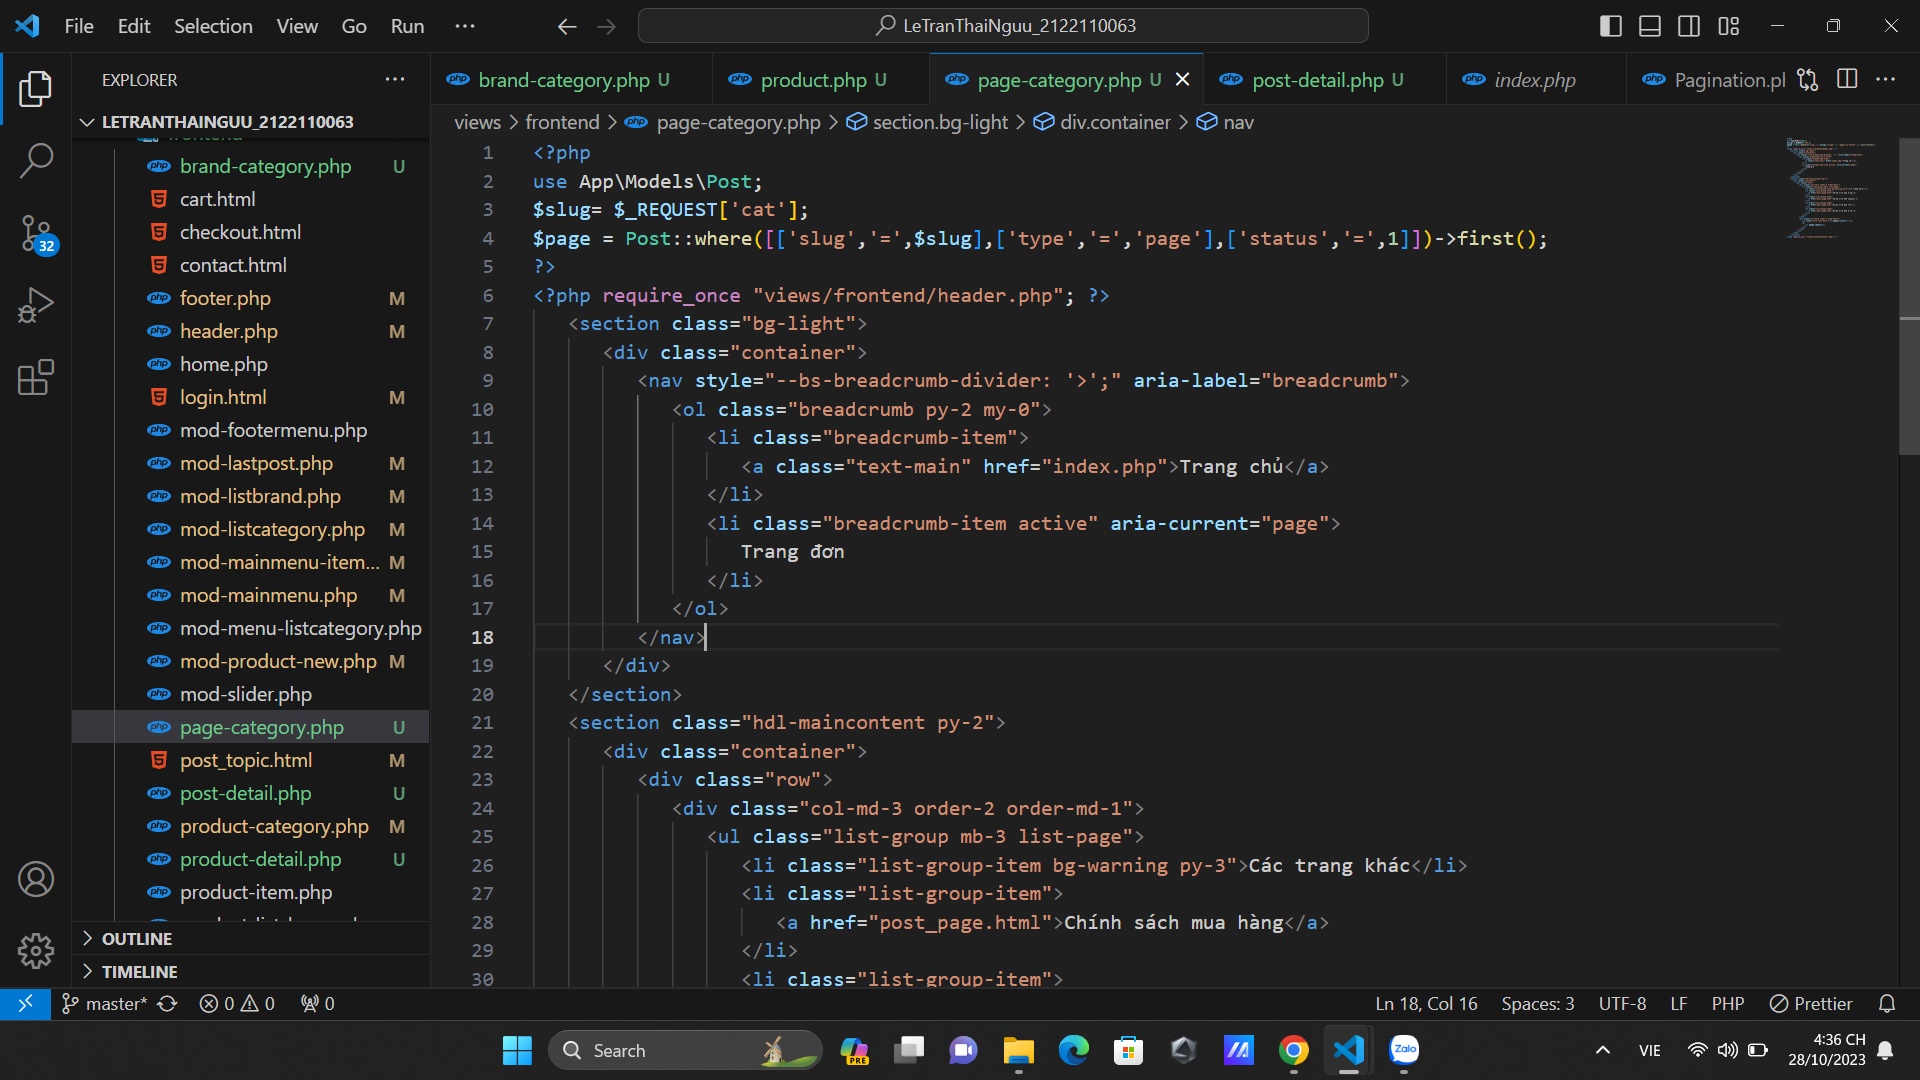 File Edit Selection View Go Run ··· LeTranThaiNguu_2122110063
EXPLORER ···
LETRANTHAINGUU_2122110063
brand-category.php U
cart.html
checkout.html
contact.html
footer.php M
header.php M
home.php
login.html M
mod-footermenu.php
mod-lastpost.php M
mod-listbrand.php M
mod-listcategory.php M
mod-mainmenu-item... M
mod-mainmenu.php M
mod-menu-listcategory.php
mod-product-new.php M
mod-slider.php
page-category.php U
post_topic.html M
post-detail.php U
product-category.php M
product-detail.php U
product-item.php
OUTLINE
TIMELINE
32
brand-category.php U product.php U page-category.php U post-detail.php U index.php Pagination.pl ···
views > frontend > page-category.php > section.bg-light > div.container > nav
1 <?php
2 use App\Models\Post;
3 $slug= $_REQUEST['cat'];
4 $page = Post::where([['slug','=',$slug],['type','=','page'],['status','=',1]])->first();
5 ?>
6 <?php require_once "views/frontend/header.php"; ?>
7 <section class="bg-light">
8 <div class="container">
9 <nav style="--bs-breadcrumb-divider: '>';" aria-label="breadcrumb">
10 <ol class="breadcrumb py-2 my-0">
11 <li class="breadcrumb-item">
12 <a class="text-main" href="index.php">Trang chủ</a>
13 </li>
14 <li class="breadcrumb-item active" aria-current="page">
15 Trang đơn
16 </li>
17 </ol>
18 </nav>
19 </div>
20 </section>
21 <section class="hdl-maincontent py-2">
22 <div class="container">
23 <div class="row">
24 <div class="col-md-3 order-2 order-md-1">
25 <ul class="list-group mb-3 list-page">
26 <li class="list-group-item bg-warning py-3">Các trang khác</li>
27 <li class="list-group-item">
28 <a href="post_page.html">Chính sách mua hàng</a>
29 </li>
30 <li class="list-group-item">
master* 0 0 0 Ln 18, Col 16 Spaces: 3 UTF-8 LF PHP Prettier
Search PRE Zalo VIE 4:36 CH
28/10/2023